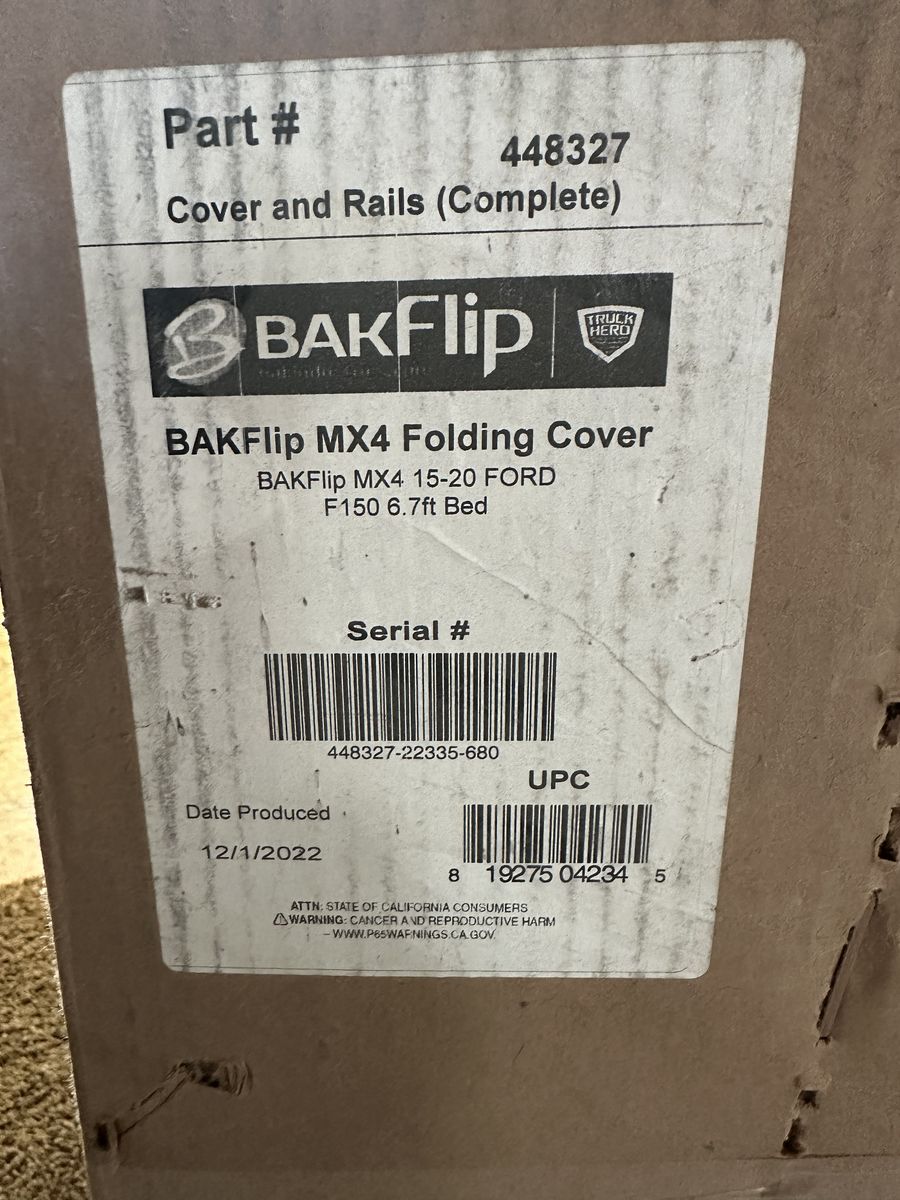 Part #
448327
Cover and Rails (Complete)
B BAKFlip TRUCK HERO
BAKFlip MX4 Folding Cover
BAKFlip MX4 15-20 FORD
F150 6.7ft Bed
Serial #
448327-22335-680
UPC
Date Produced
12/1/2022
8 19275 04234 5
ATTN: STATE OF CALIFORNIA CONSUMERS
⚠WARNING: CANCER AND REPRODUCTIVE HARM
– WWW.P65WARNINGS.CA.GOV